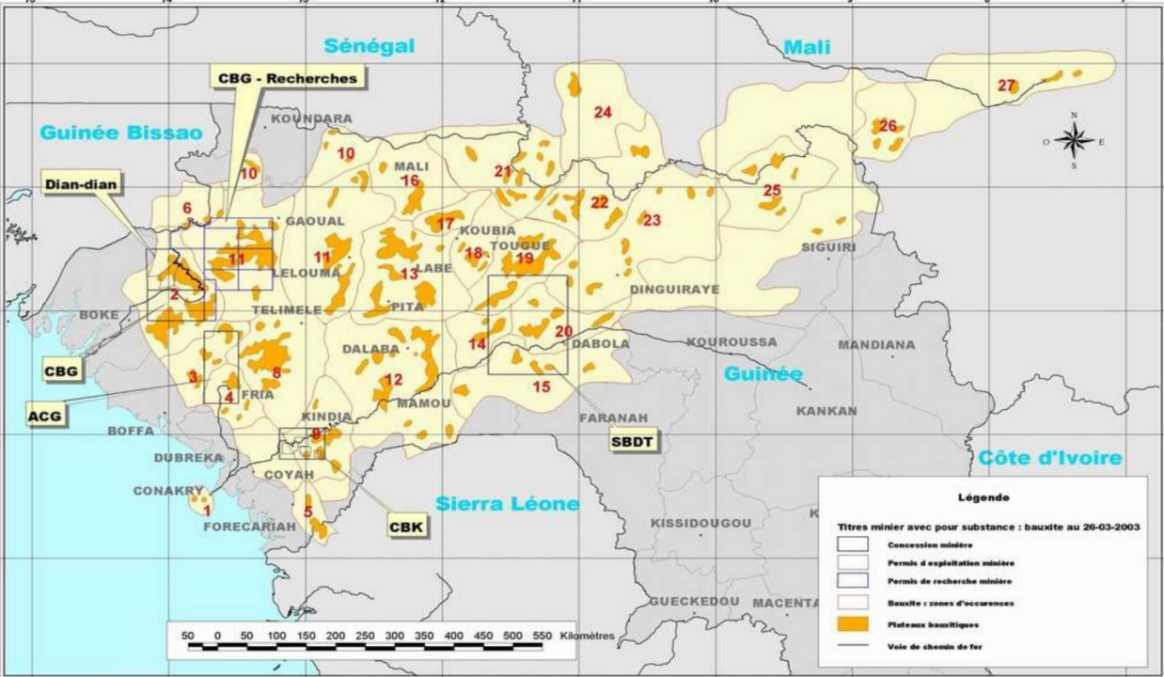 Sénégal
Mali
CBG - Recherches
27
24
KOUNDARA
26
Guinée Bissao
10
MALI
10
21
16
Dian-dian
25
6
22
23
GAOUAL
17
KOUBIA
TOUGUE
SIGUIRI
11
11
18
19
LELOUMA
13
LABE
DINGUIRAYE
2
BOKE
TELIMELE
PITA
20
14
DABOLA
KOUROUSSA
MANDIANA
DALABA
CBG
3
8
12
15
Guinée
4
FRIA
MAMOU
KANKAN
ACG
KINDIA
FARANAH
BOFFA
9
SBDT
DUBREKA
COYAH
Côte d'Ivoire
CONAKRY
1
5
Sierra Léone
FORECARIAH
CBK
KISSIDOUGOU
GUECKEDOU
MACENTA
N
O
E
S
Légende
Titres minier avec pour substance : bauxite au 26-03-2003
Concession minière
Permis d exploitation minière
Permis de recherche minière
Bauxite : zones d'occurences
Plateaux bauxitiques
Voie de chemin de fer
50 0 50 100 150 200 250 300 350 400 450 500 550 Kilomètres